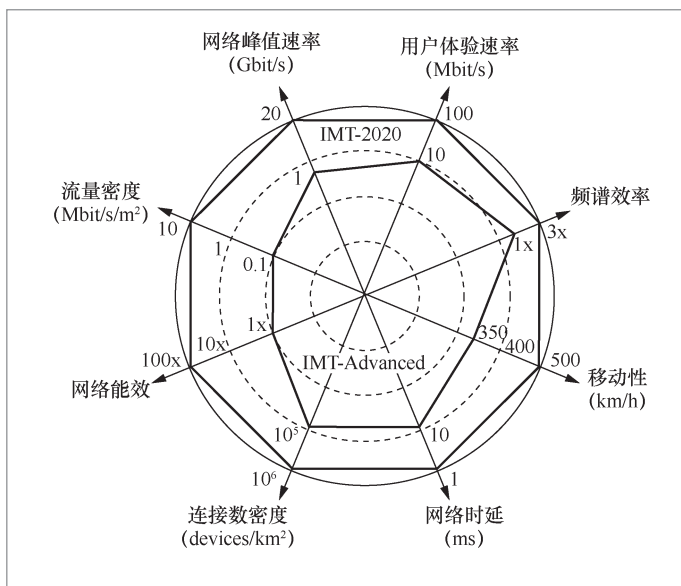 网络峰值速率
(Gbit/s)
用户体验速率
(Mbit/s)
20
100
IMT-2020
1
10
流量密度
(Mbit/s/m²)
频谱效率
10
1
0.1
1x
3x
1x
10x
100x
350
400
500
网络能效
IMT-Advanced
移动性
(km/h)
10⁵
10
10⁶
1
连接数密度
(devices/km²)
网络时延
(ms)